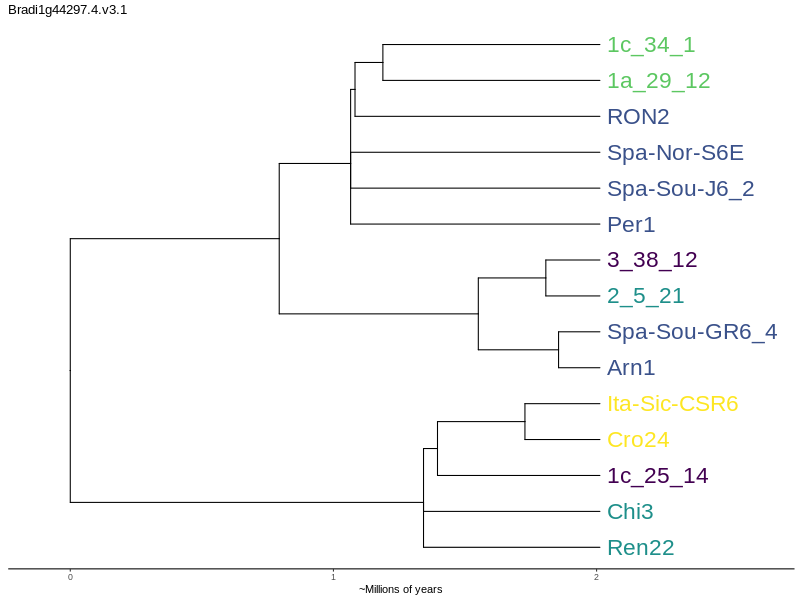 Bradi1g44297.4.v3.1
1c_34_1
1a_29_12
RON2
Spa-Nor-S6E
Spa-Sou-J6_2
Per1
3_38_12
2_5_21
Spa-Sou-GR6_4
Arn1
Ita-Sic-CSR6
Cro24
1c_25_14
Chi3
Ren22
0 1 2
~Millions of years